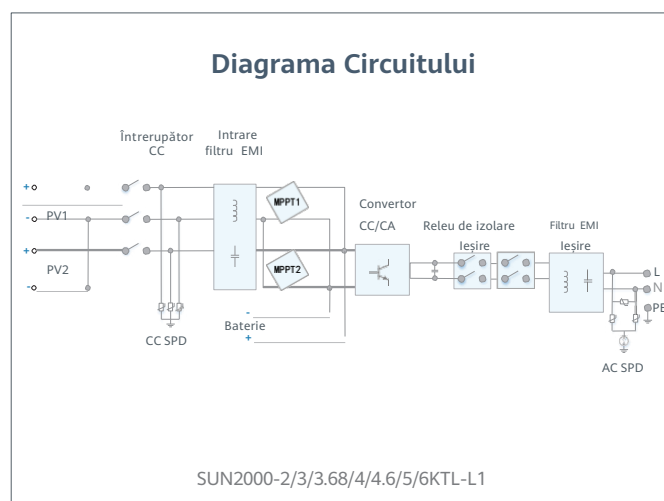 Diagrama Circuitului
Întrerupător
CC
Intrare
filtru EMI
+
PV1
-
+
PV2
-
MPPT1
MPPT2
Convertor
CC/CA
Releu de izolare
Ieșire
Filtru EMI
Ieșire
L
N
PE
-
Baterie
+
CC SPD
AC SPD
SUN2000-2/3/3.68/4/4.6/5/6KTL-L1